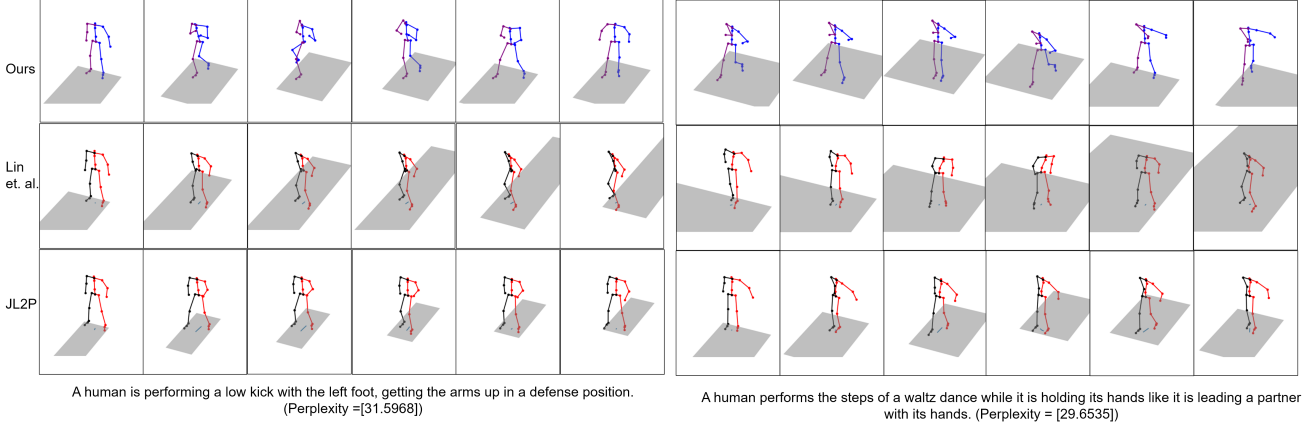 Ours
Lin
et. al.
JL2P
A human is performing a low kick with the left foot, getting the arms up in a defense position.
(Perplexity =[31.5968])
A human performs the steps of a waltz dance while it is holding its hands like it is leading a partner
with its hands. (Perplexity = [29.6535])